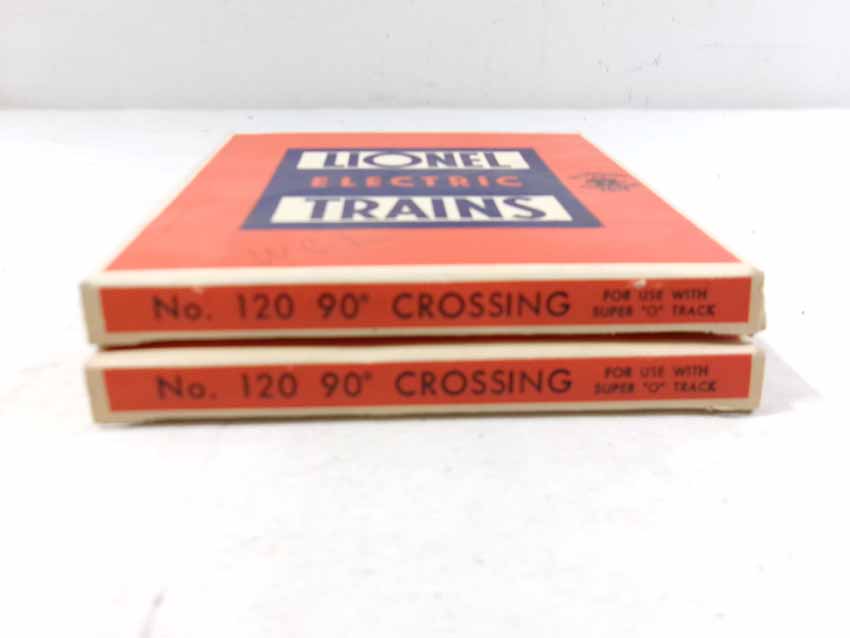 LIONEL
ELECTRIC
TRAINS
No. 120 90° CROSSING
FOR USE WITH
SUPER "O" TRACK
No. 120 90° CROSSING
FOR USE WITH
SUPER "O" TRACK